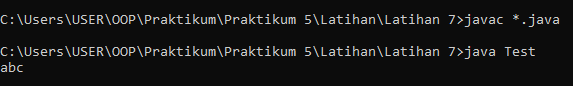 C:\Users\USER\OOP\Praktikum\Praktikum 5\Latihan\Latihan 7>javac *.java
C:\Users\USER\OOP\Praktikum\Praktikum 5\Latihan\Latihan 7>java Test
abc